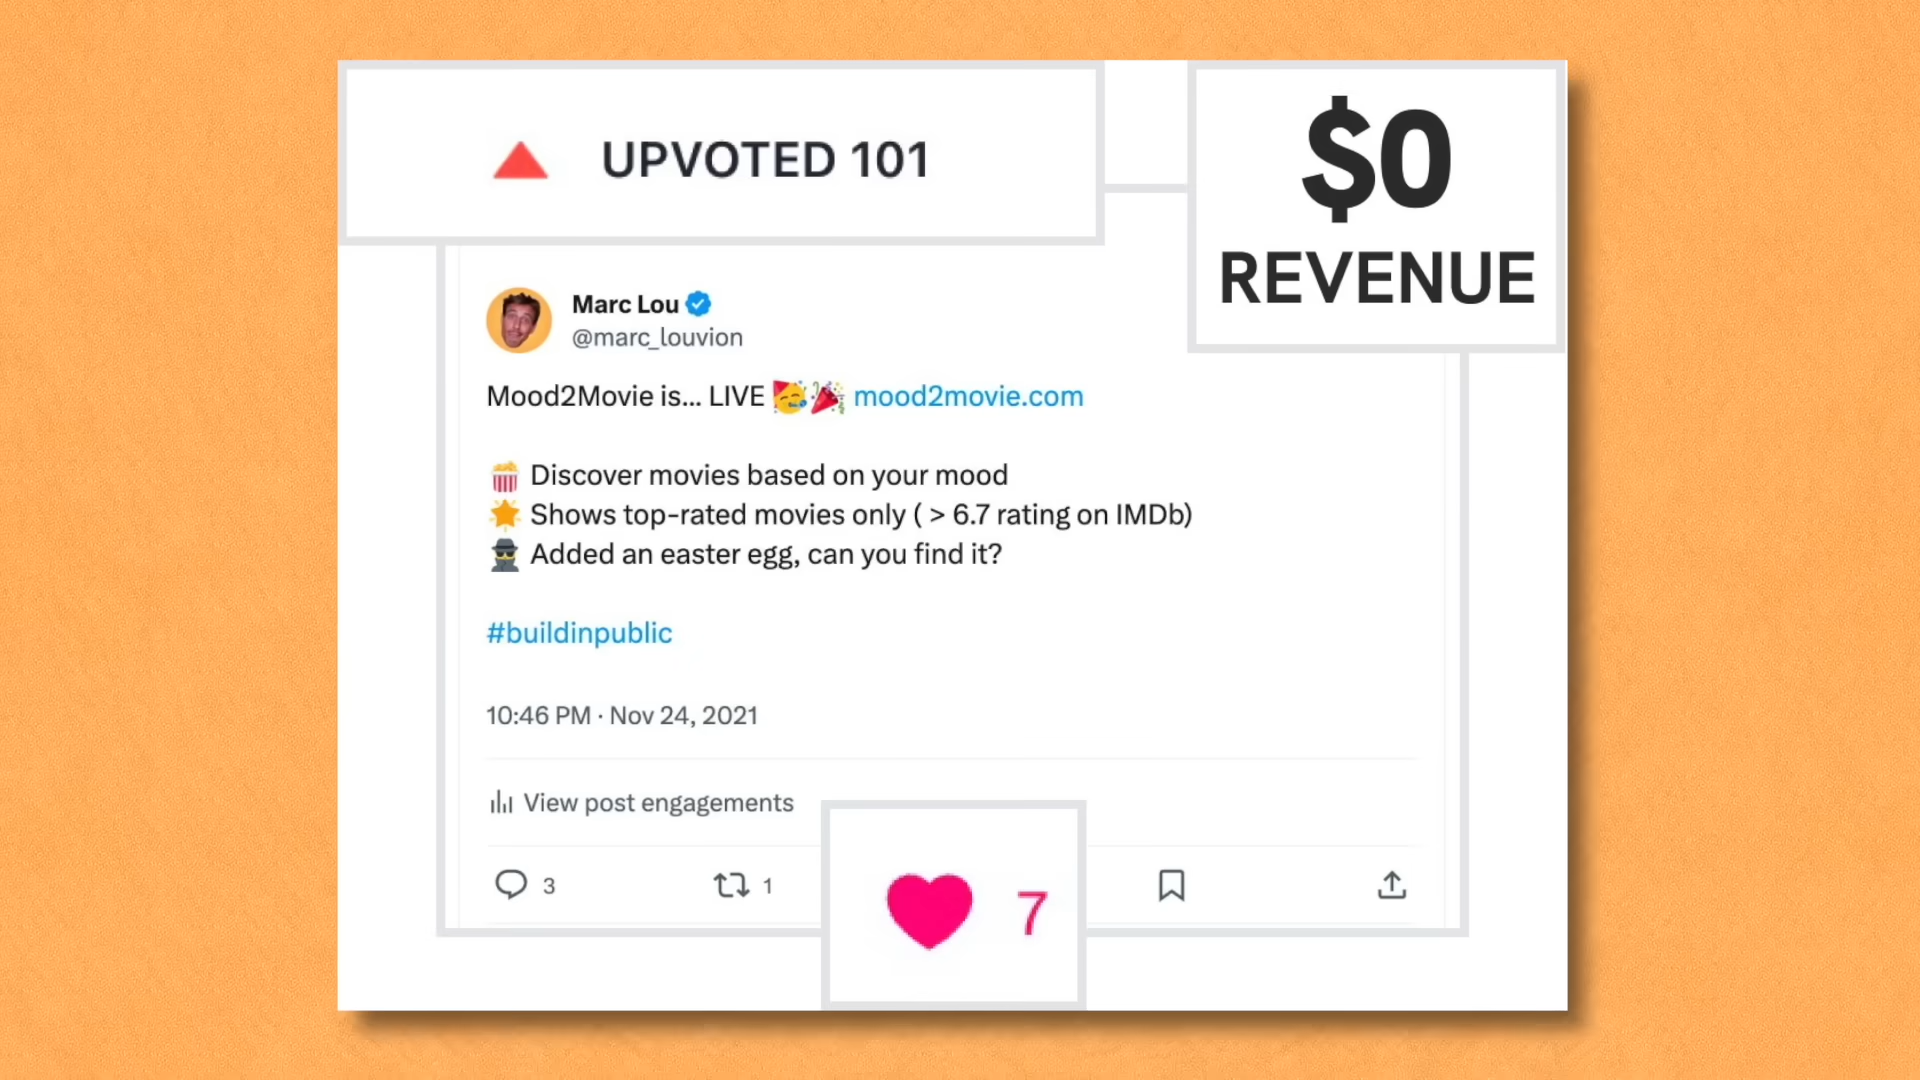 UPVOTED 101
$0
REVENUE
Marc Lou
@marc_louvion
Mood2Movie is... LIVE 🥳🎉 mood2movie.com
🍿 Discover movies based on your mood
🌟 Shows top-rated movies only ( > 6.7 rating on IMDb)
🕵️ Added an easter egg, can you find it?
#buildinpublic
10:46 PM · Nov 24, 2021
View post engagements
3
1
7